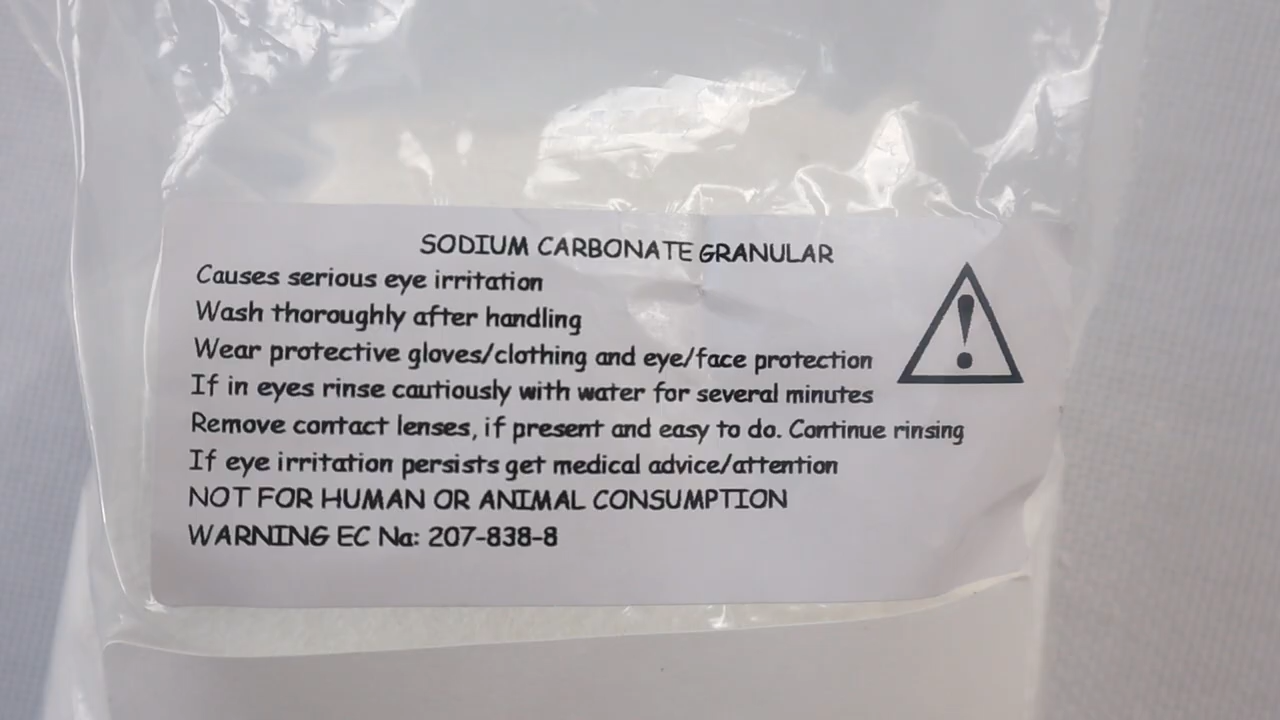 SODIUM CARBONATE GRANULAR
Causes serious eye irritation
Wash thoroughly after handling
Wear protective gloves/clothing and eye/face protection
If in eyes rinse cautiously with water for several minutes
Remove contact lenses, if present and easy to do. Continue rinsing
If eye irritation persists get medical advice/attention
NOT FOR HUMAN OR ANIMAL CONSUMPTION
WARNING EC Na: 207-838-8